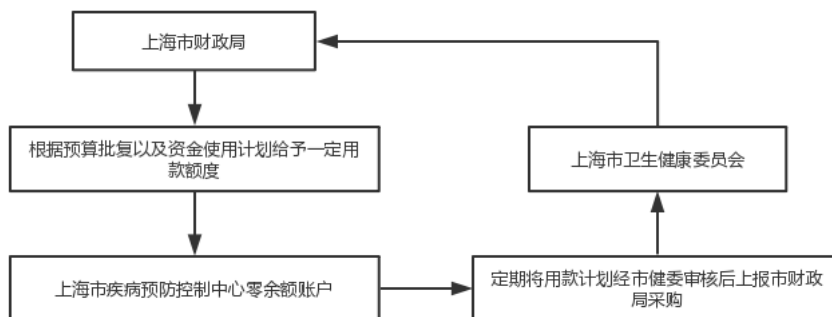 上海市财政局
根据预算批复以及资金使用计划给予一定用
款额度
上海市卫生健康委员会
上海市疾病预防控制中心零余额账户
定期将用款计划经市健委审核后上报市财政
局采购